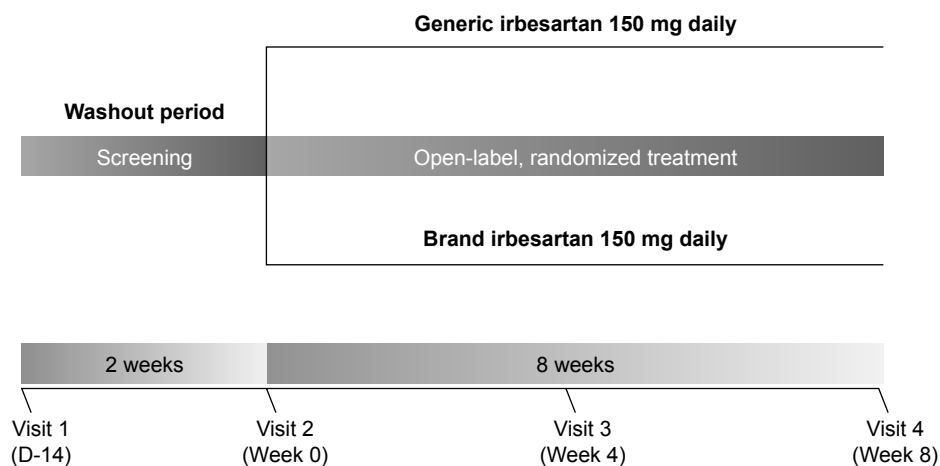 Generic irbesartan 150 mg daily
Washout period
Screening
Open-label, randomized treatment
Brand irbesartan 150 mg daily
2 weeks
8 weeks
Visit 1
(D-14)
Visit 2
(Week 0)
Visit 3
(Week 4)
Visit 4
(Week 8)